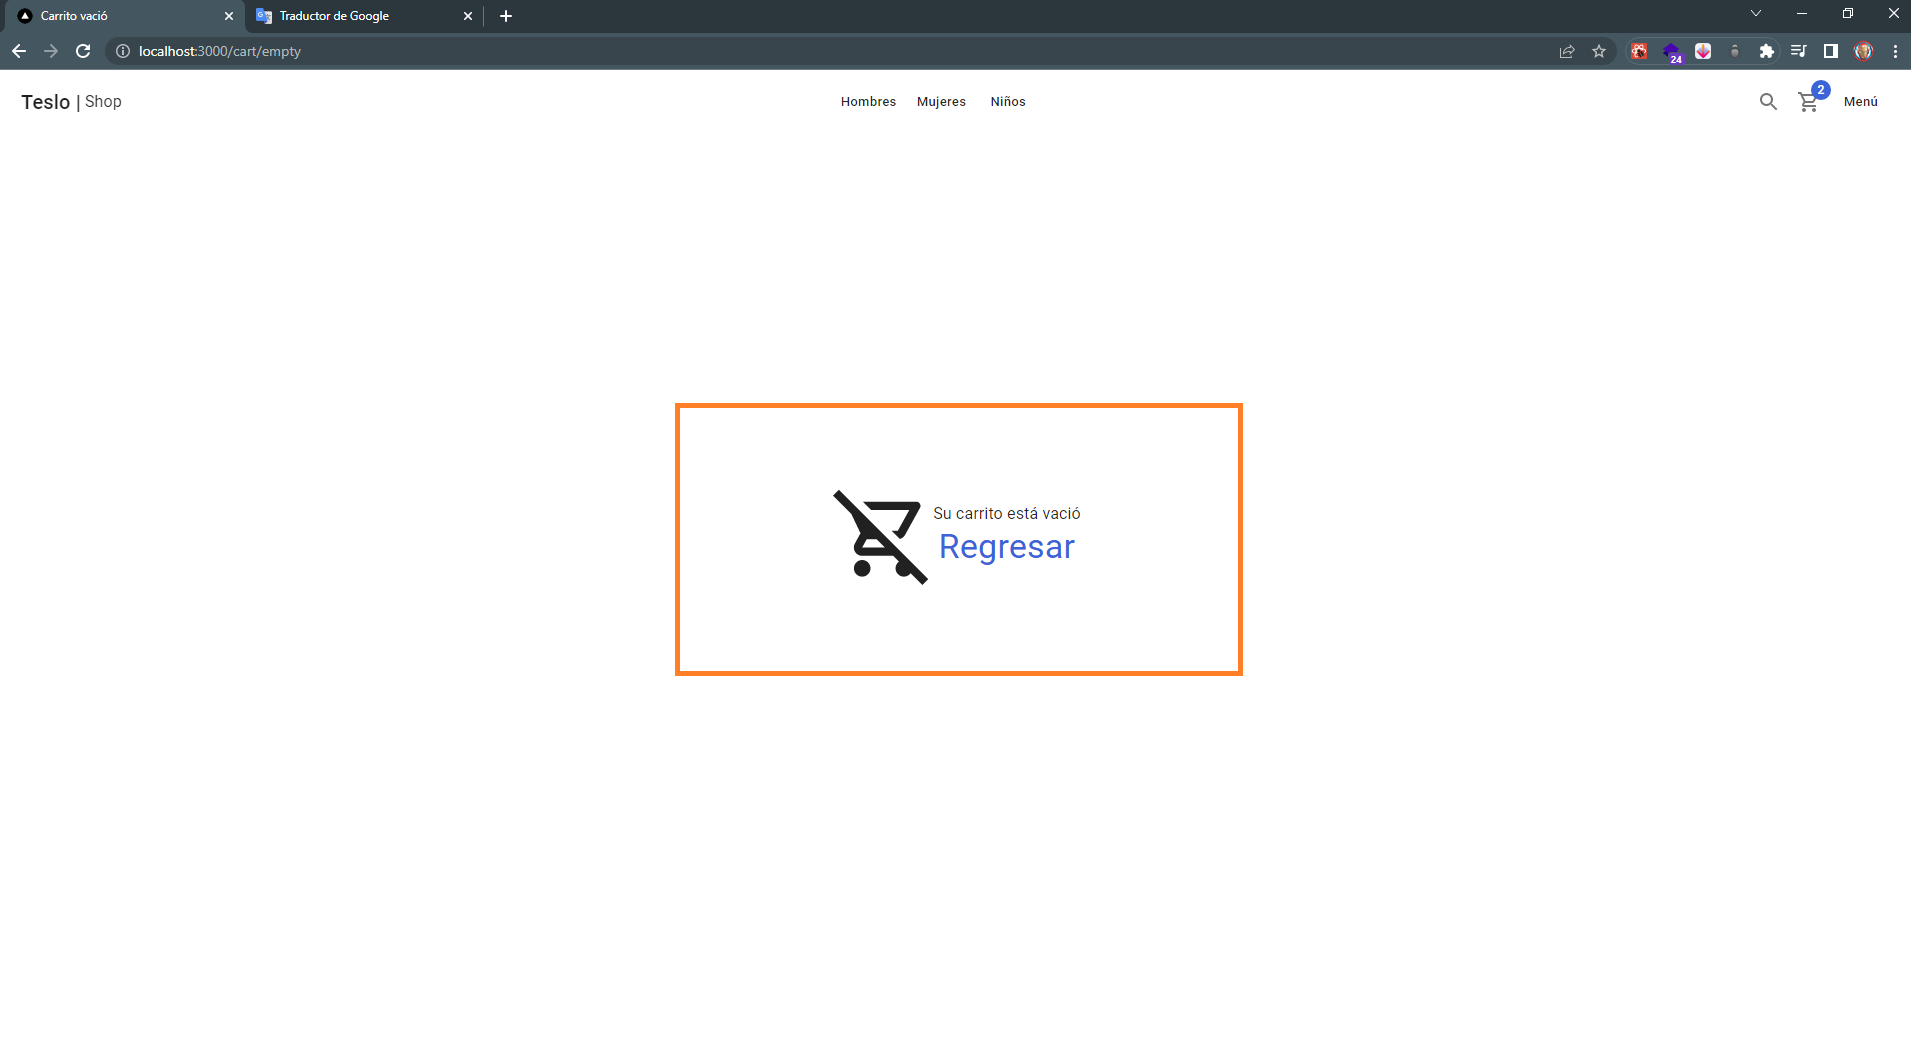 Carrito vació
Traductor de Google
localhost:3000/cart/empty
24
Teslo | Shop
Hombres Mujeres Niños
2
Menú
Su carrito está vació
Regresar